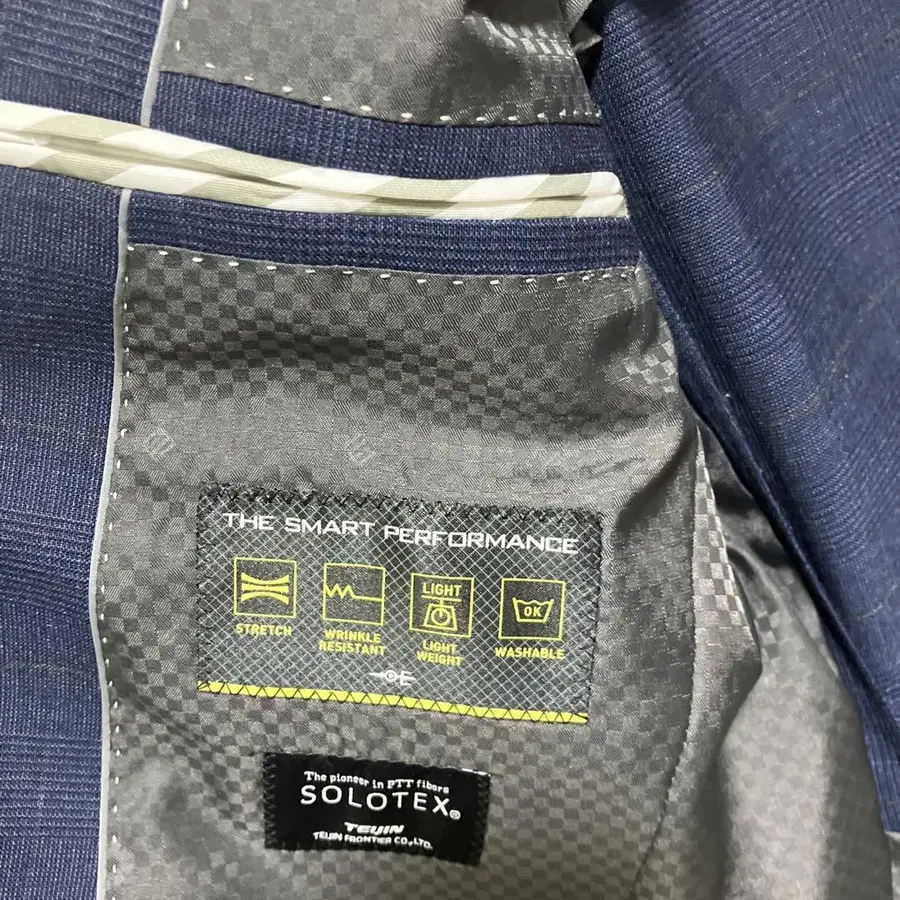 THE SMART PERFORMANCE
STRETCH
WRINKLE
RESISTANT
LIGHT
LIGHT
WEIGHT
OK
WASHABLE
E
The pioneer in PTT fibers
SOLOTEX®
TEIJIN
TEIJIN FRONTIER CO.,LTD.